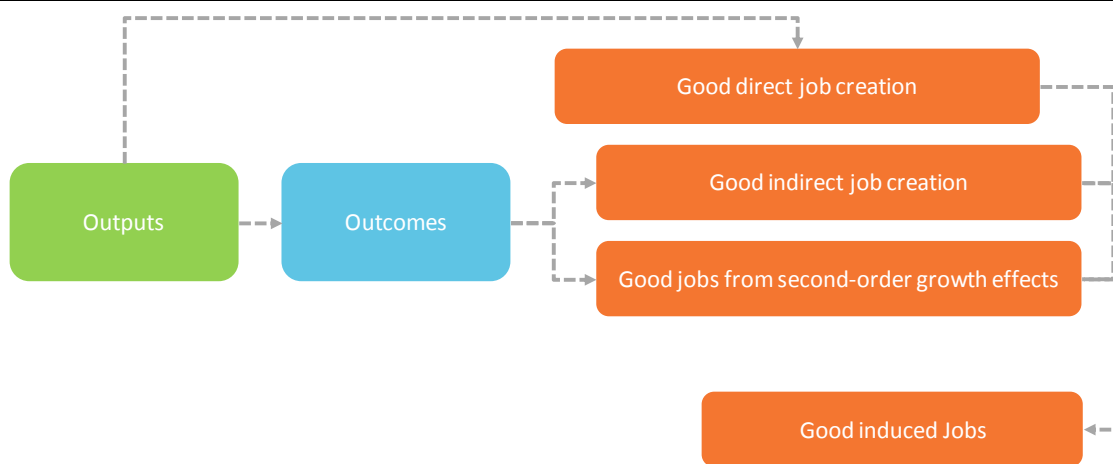 Good direct job creation
Good indirect job creation
Outputs
Outcomes
Good jobs from second-order growth effects
Good induced Jobs